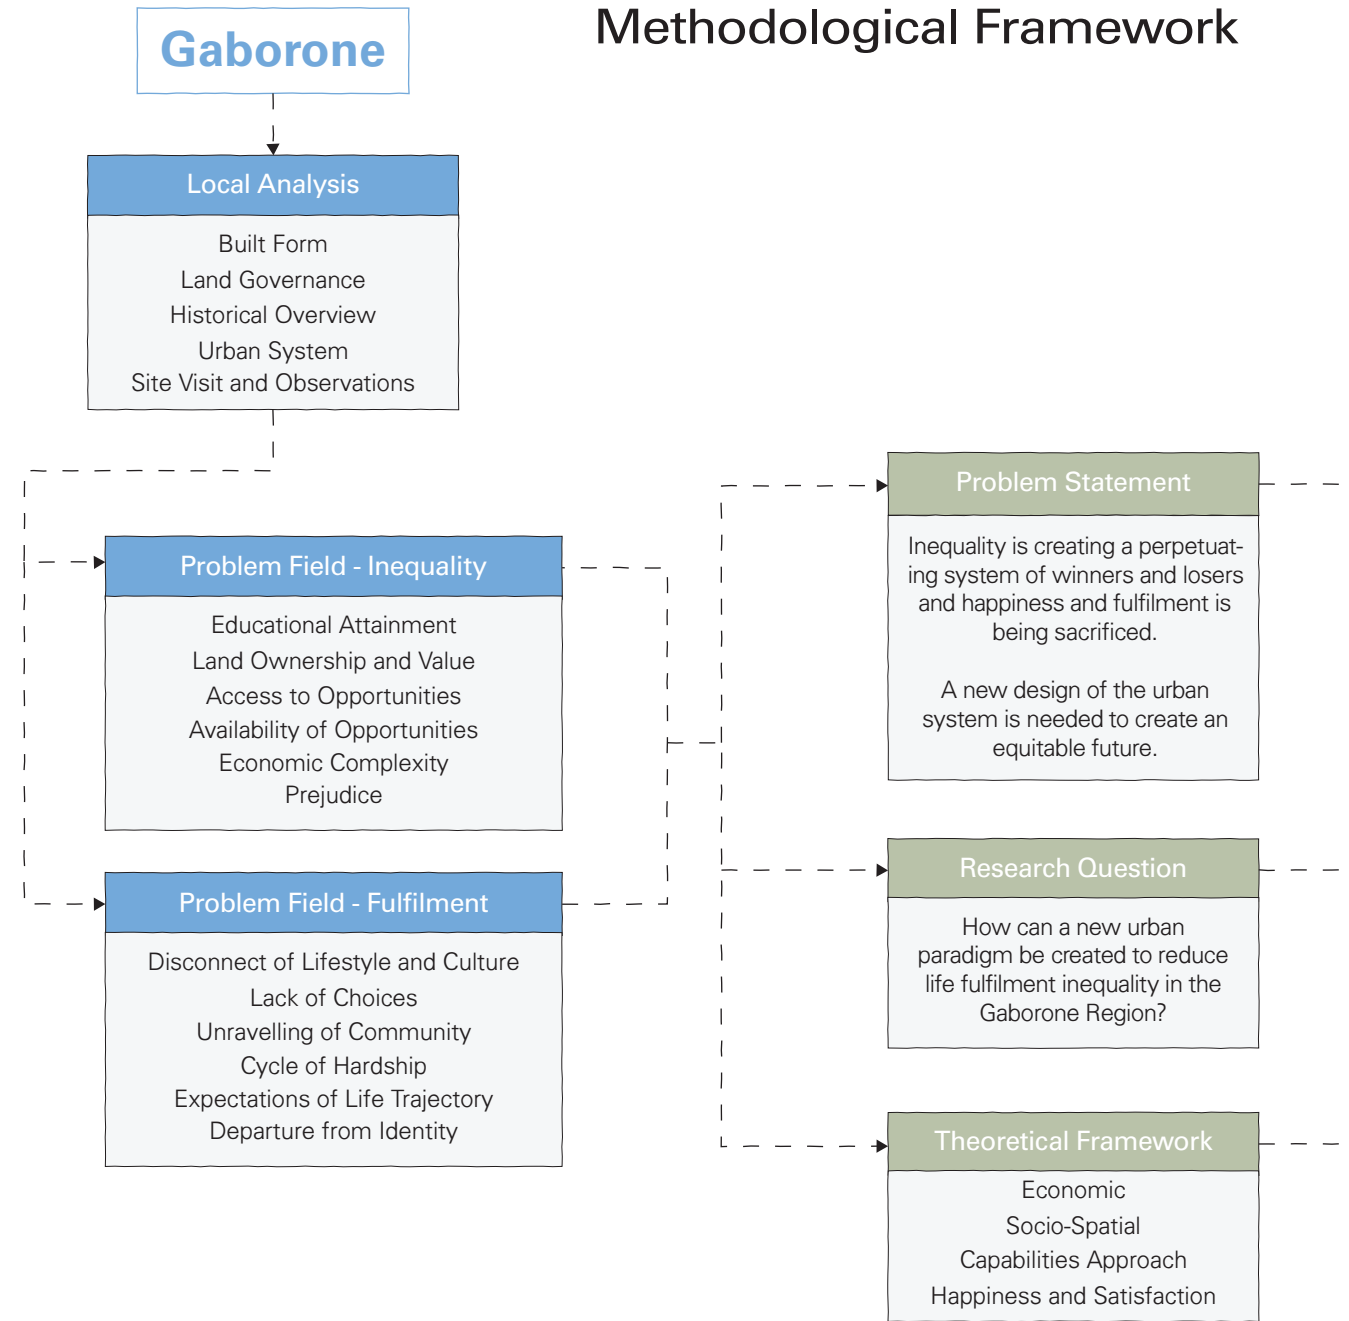 Methodological Framework
Gaborone
Local Analysis
Built Form
Land Governance
Historical Overview
Urban System
Site Visit and Observations
Problem Field - Inequality
Educational Attainment
Land Ownership and Value
Access to Opportunities
Availability of Opportunities
Economic Complexity
Prejudice
Problem Field - Fulfilment
Disconnect of Lifestyle and Culture
Lack of Choices
Unravelling of Community
Cycle of Hardship
Expectations of Life Trajectory
Departure from Identity
Problem Statement
Inequality is creating a perpetuat-
ing system of winners and losers
and happiness and fulfilment is
being sacrificed.
A new design of the urban
system is needed to create an
equitable future.
Research Question
How can a new urban
paradigm be created to reduce
life fulfilment inequality in the
Gaborone Region?
Theoretical Framework
Economic
Socio-Spatial
Capabilities Approach
Happiness and Satisfaction